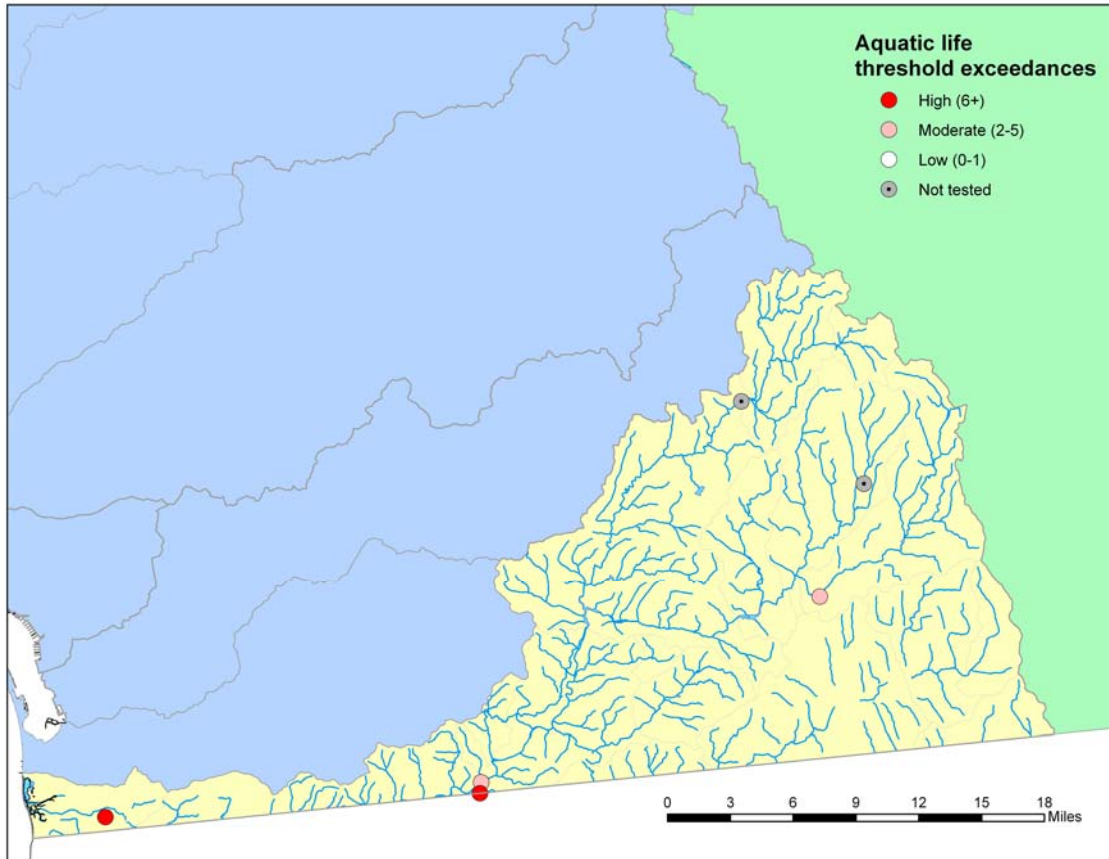 Aquatic life
threshold exceedances
High (6+)
Moderate (2-5)
Low (0-1)
Not tested
0 3 6 9 12 15 18
Miles